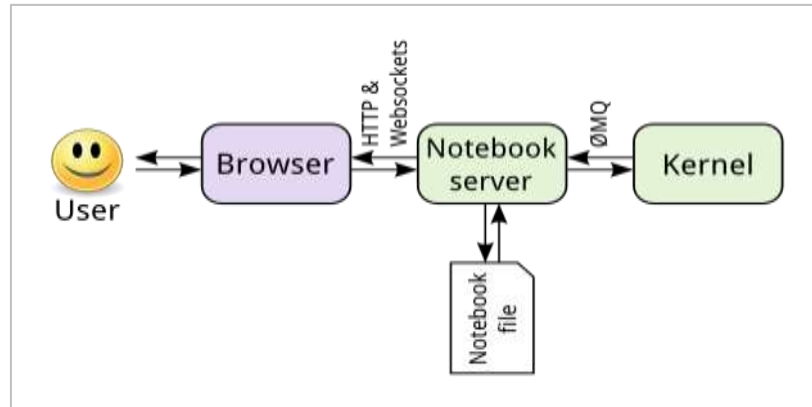 User
Browser
HTTP &
Websockets
Notebook
server
ØMQ
Kernel
Notebook
file